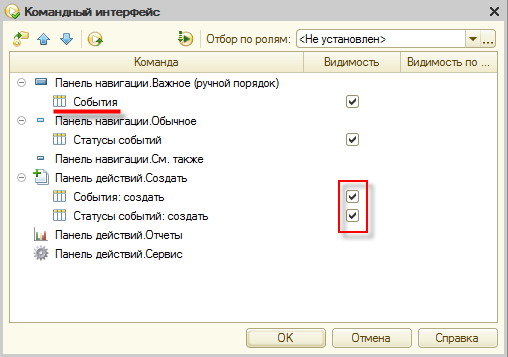 Командный интерфейс
Отбор по ролям: <Не установлен>
Команда Видимость Видимость по ...
Панель навигации.Важное (ручной порядок)
События
Панель навигации.Обычное
Статусы событий
Панель навигации.См. также
Панель действий.Создать
События: создать
Статусы событий: создать
Панель действий.Отчеты
Панель действий.Сервис
OK Отмена Справка